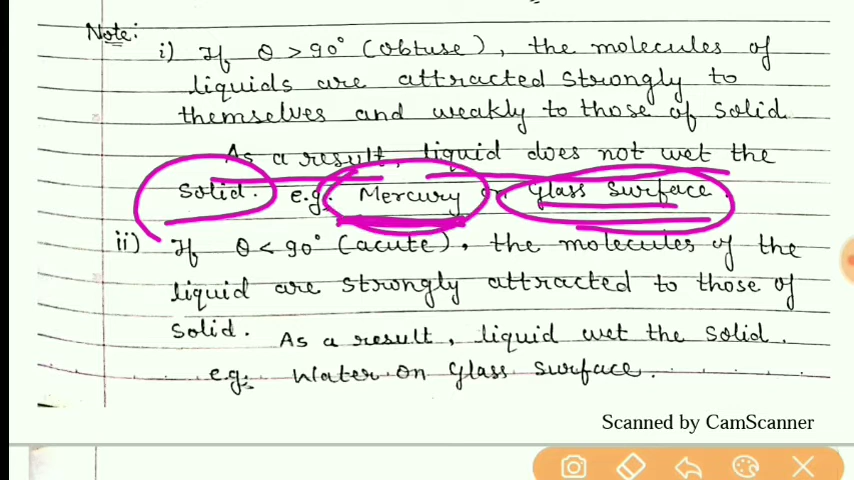 Note:
i) If θ > 90° (obtuse), the molecules of
liquids are attracted strongly to
themselves and weakly to those of solid
As a result, liquid does not wet the
solid. e.g. Mercury on Glass surface.
ii) If θ < 90° (acute), the molecules of the
liquid are strongly attracted to those of
solid. As a result, liquid wet the solid.
e.g. Water on Glass surface.
Scanned by CamScanner